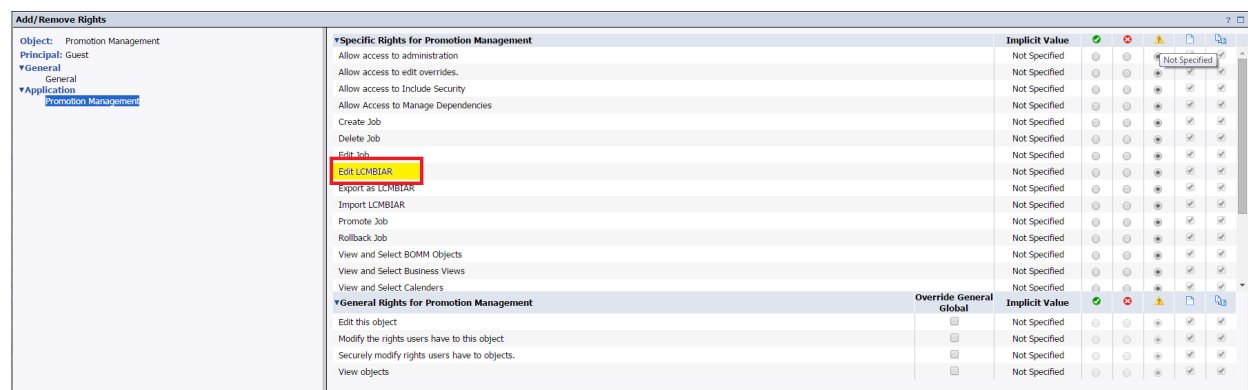 Add/Remove Rights ?
Object: Promotion Management
Principal: Guest
▾General
General
▾Application
Promotion Management
▾Specific Rights for Promotion Management Implicit Value
Allow access to administration Not Specified
Not Specified
Allow access to edit overrides. Not Specified
Allow access to Include Security Not Specified
Allow Access to Manage Dependencies Not Specified
Create Job Not Specified
Delete Job Not Specified
Edit Job Not Specified
Edit LCMBIAR Not Specified
Export as LCMBIAR Not Specified
Import LCMBIAR Not Specified
Promote Job Not Specified
Rollback Job Not Specified
View and Select BOMM Objects Not Specified
View and Select Business Views Not Specified
View and Select Calenders Not Specified
▾General Rights for Promotion Management Override General Global Implicit Value
Edit this object Not Specified
Modify the rights users have to this object Not Specified
Securely modify rights users have to objects. Not Specified
View objects Not Specified